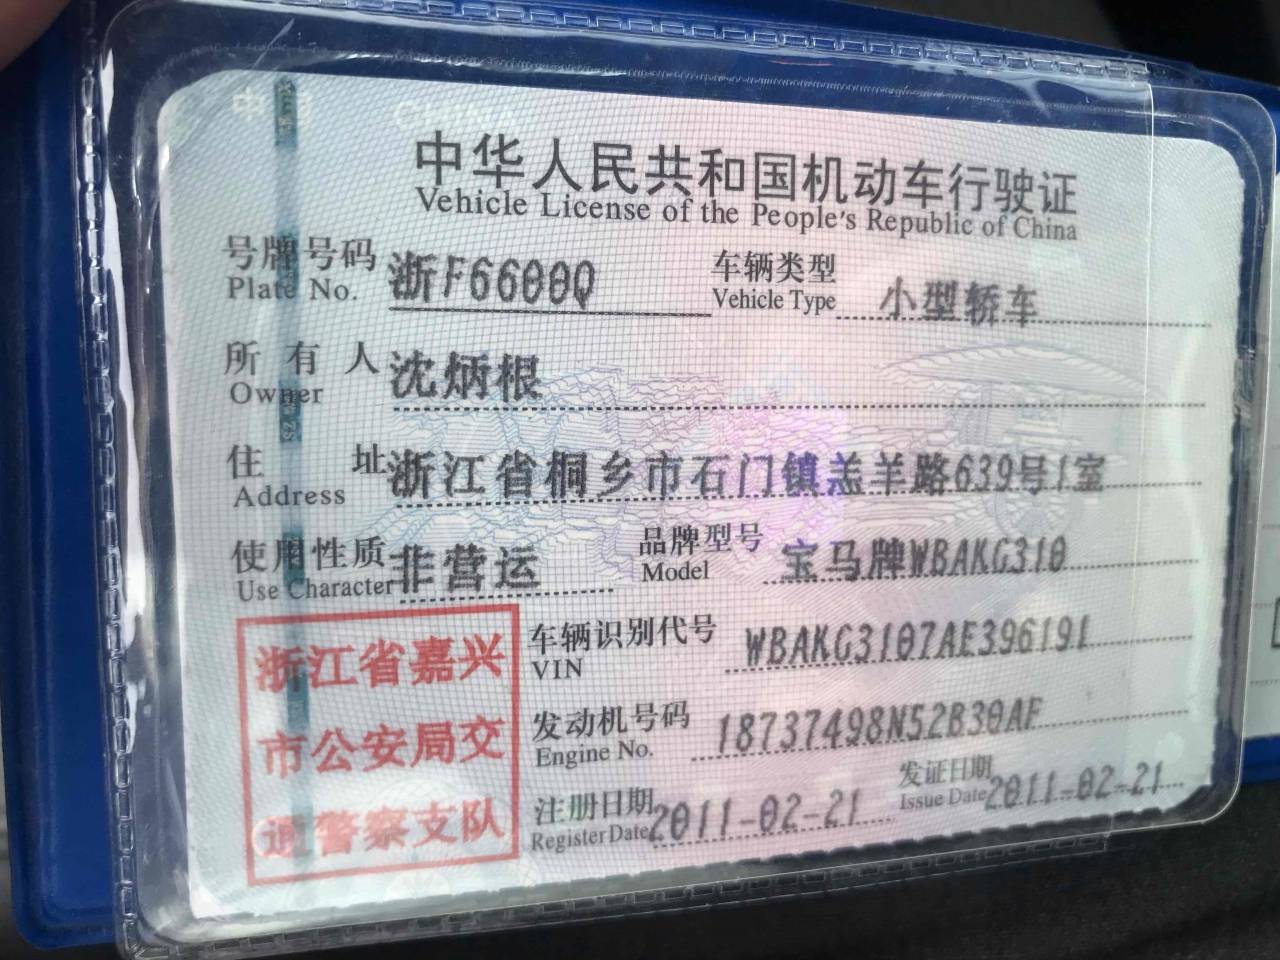 中华人民共和国机动车行驶证
Vehicle License of the People's Republic of China
号牌号码 浙F6600Q 车辆类型 小型轿车
Plate No. Vehicle Type
所有人 沈炳根
Owner
住址 浙江省桐乡市石门镇羔羊路639号1室
Address
使用性质 非营运 品牌型号 宝马牌WBAKG310
Use Character Model
浙江省嘉兴
市公安局交
通警察支队
车辆识别代号 WBAKG3107AE396191
VIN
发动机号码 18737498N52B30AF
Engine No.
注册日期 2011-02-21 发证日期 2011-02-21
Register Date Issue Date